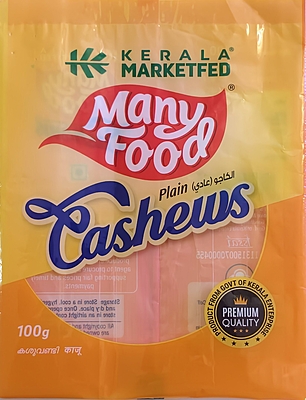 KERALA®
MARKETFED
Many®
Food
Plain الكاجو (عادي)
Cashews
PREMIUM
QUALITY
PRODUCT FROM GOVT OF KERALA ENTERPRISE
100g
കശുവണ്ടി काजू